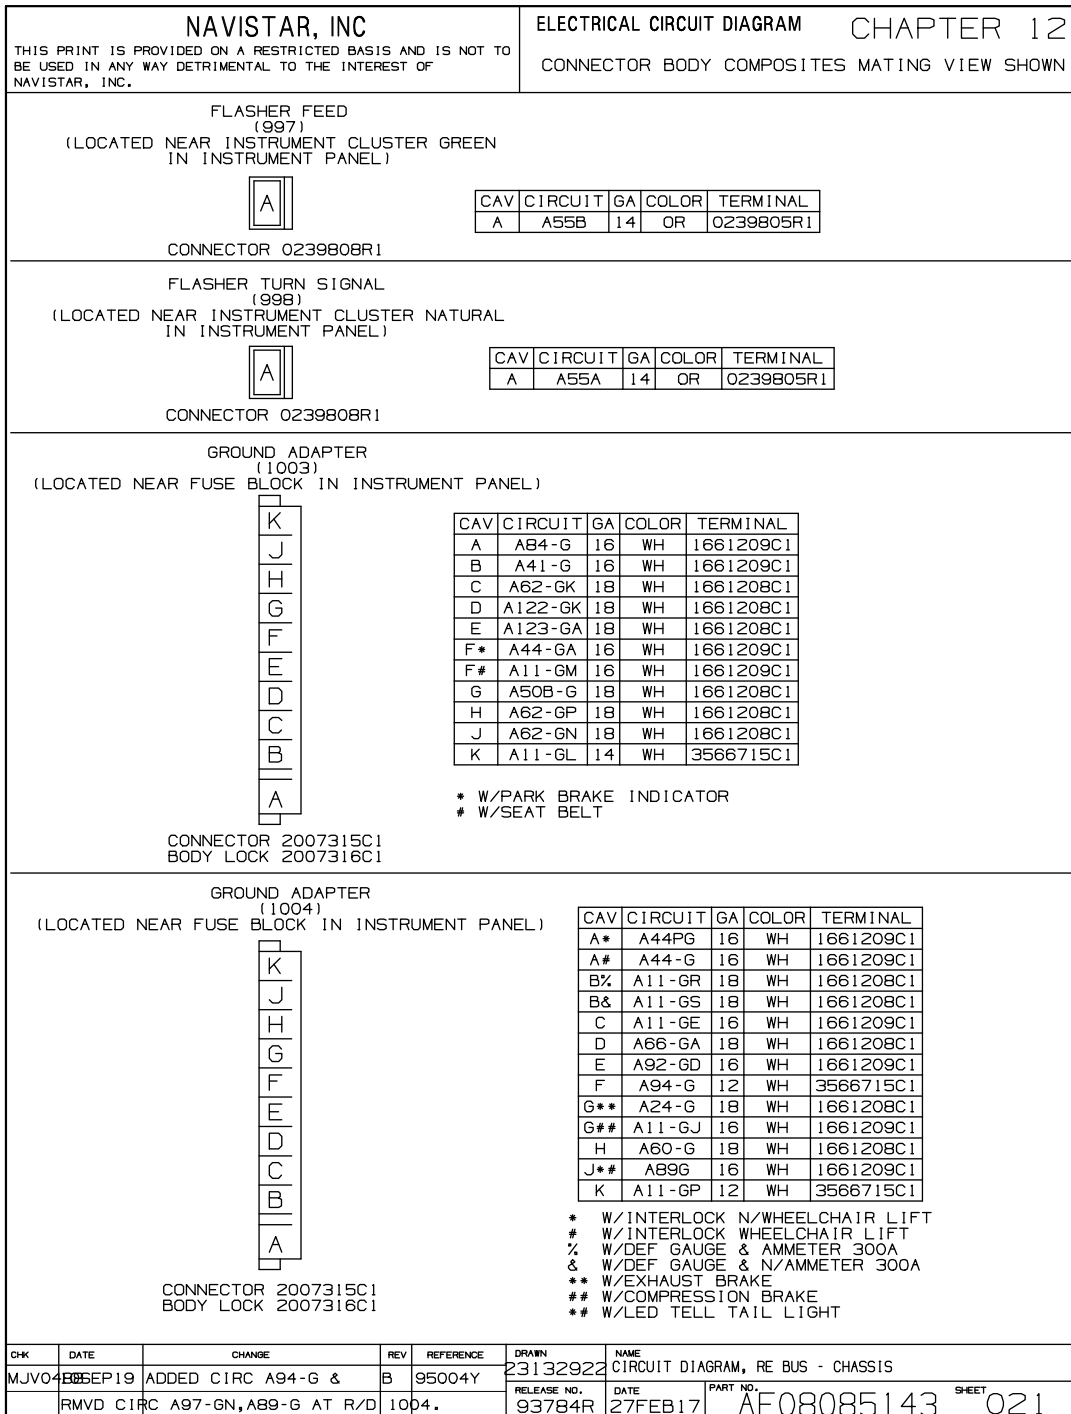 NAVISTAR, INC
THIS PRINT IS PROVIDED ON A RESTRICTED BASIS AND IS NOT TO
BE USED IN ANY WAY DETRIMENTAL TO THE INTEREST OF
NAVISTAR, INC.
ELECTRICAL CIRCUIT DIAGRAM CHAPTER 12
CONNECTOR BODY COMPOSITES MATING VIEW SHOWN
FLASHER FEED
(997)
(LOCATED NEAR INSTRUMENT CLUSTER GREEN
IN INSTRUMENT PANEL)
A
CONNECTOR 0239808R1
CAV CIRCUIT GA COLOR TERMINAL
A A55B 14 OR 0239805R1
FLASHER TURN SIGNAL
(998)
(LOCATED NEAR INSTRUMENT CLUSTER NATURAL
IN INSTRUMENT PANEL)
A
CONNECTOR 0239808R1
CAV CIRCUIT GA COLOR TERMINAL
A A55A 14 OR 0239805R1
GROUND ADAPTER
(1003)
(LOCATED NEAR FUSE BLOCK IN INSTRUMENT PANEL)
K
J
H
G
F
E
D
C
B
A
CONNECTOR 2007315C1
BODY LOCK 2007316C1
CAV CIRCUIT GA COLOR TERMINAL
A A84-G 16 WH 1661209C1
B A41-G 16 WH 1661209C1
C A62-GK 18 WH 1661208C1
D A122-GK 18 WH 1661208C1
E A123-GA 18 WH 1661208C1
F* A44-GA 16 WH 1661209C1
F# A11-GM 16 WH 1661209C1
G A50B-G 18 WH 1661208C1
H A62-GP 18 WH 1661208C1
J A62-GN 18 WH 1661208C1
K A11-GL 14 WH 3566715C1
* W/PARK BRAKE INDICATOR
# W/SEAT BELT
GROUND ADAPTER
(1004)
(LOCATED NEAR FUSE BLOCK IN INSTRUMENT PANEL)
K
J
H
G
F
E
D
C
B
A
CONNECTOR 2007315C1
BODY LOCK 2007316C1
CAV CIRCUIT GA COLOR TERMINAL
A* A44PG 16 WH 1661209C1
A# A44-G 16 WH 1661209C1
B% A11-GR 18 WH 1661208C1
B& A11-GS 18 WH 1661208C1
C A11-GE 16 WH 1661209C1
D A66-GA 18 WH 1661208C1
E A92-GD 16 WH 1661209C1
F A94-G 12 WH 3566715C1
G** A24-G 18 WH 1661208C1
G## A11-GJ 16 WH 1661209C1
H A60-G 18 WH 1661208C1
J*# A89G 16 WH 1661209C1
K A11-GP 12 WH 3566715C1
* W/INTERLOCK N/WHEELCHAIR LIFT
# W/INTERLOCK WHEELCHAIR LIFT
% W/DEF GAUGE & AMMETER 300A
& W/DEF GAUGE & N/AMMETER 300A
** W/EXHAUST BRAKE
## W/COMPRESSION BRAKE
*# W/LED TELL TAIL LIGHT
CHK DATE CHANGE REV REFERENCE
06SEP19 ADDED CIRC A94-G & B 95004Y
RMVD CIRC A97-GN,A89-G AT R/D 1004.
DRAWN
23132922
NAME
CIRCUIT DIAGRAM, RE BUS - CHASSIS
RELEASE NO.
93784R
DATE
27FEB17
PART NO.
AF08085143
SHEET
021